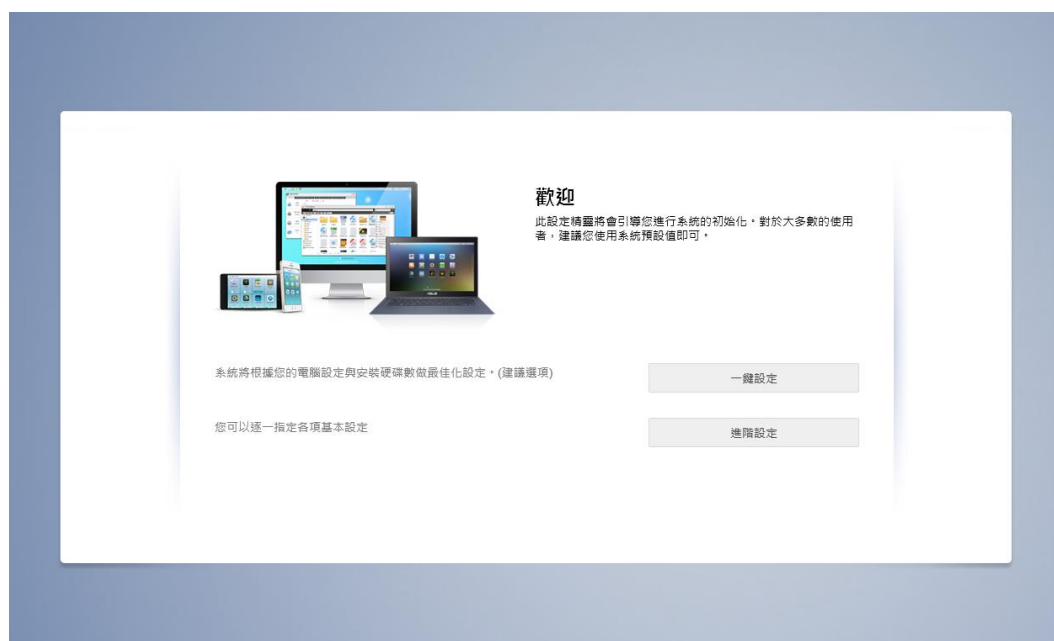 歡迎
此設定精靈將會引導您進行系統的初始化。對於大多數的使用
者，建議您使用系統預設值即可。
系統將根據您的電腦設定與安裝硬碟數做最佳化設定。(建議選項)
一鍵設定
您可以逐一指定各項基本設定
進階設定